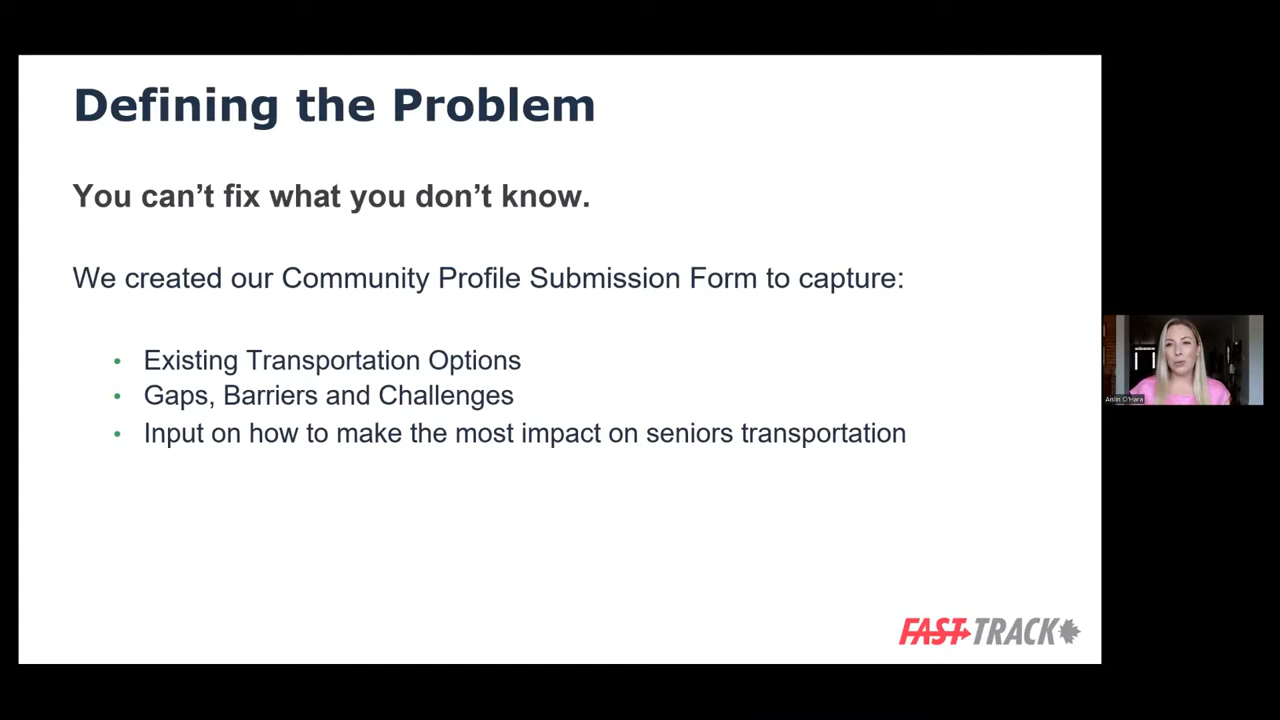 Defining the Problem
You can’t fix what you don’t know.
We created our Community Profile Submission Form to capture:
• Existing Transportation Options
• Gaps, Barriers and Challenges
• Input on how to make the most impact on seniors transportation
Aislin O'Hara
FAST TRACK